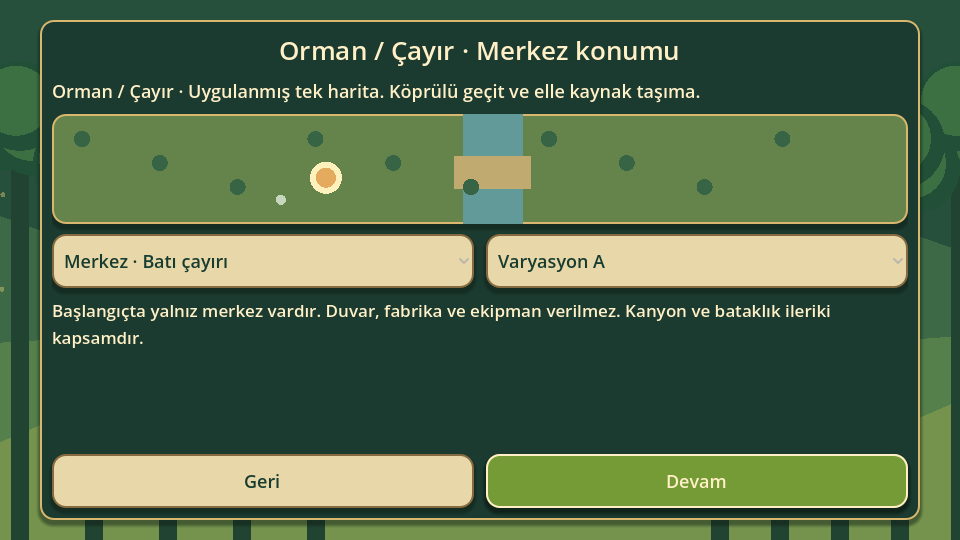 Orman / Çayır · Merkez konumu
Orman / Çayır · Uygulanmış tek harita. Köprülü geçit ve elle kaynak taşıma.
Merkez · Batı çayırı
Varyasyon A
Başlangıçta yalnız merkez vardır. Duvar, fabrika ve ekipman verilmez. Kanyon ve bataklık ileriki
kapsamdır.
Geri
Devam